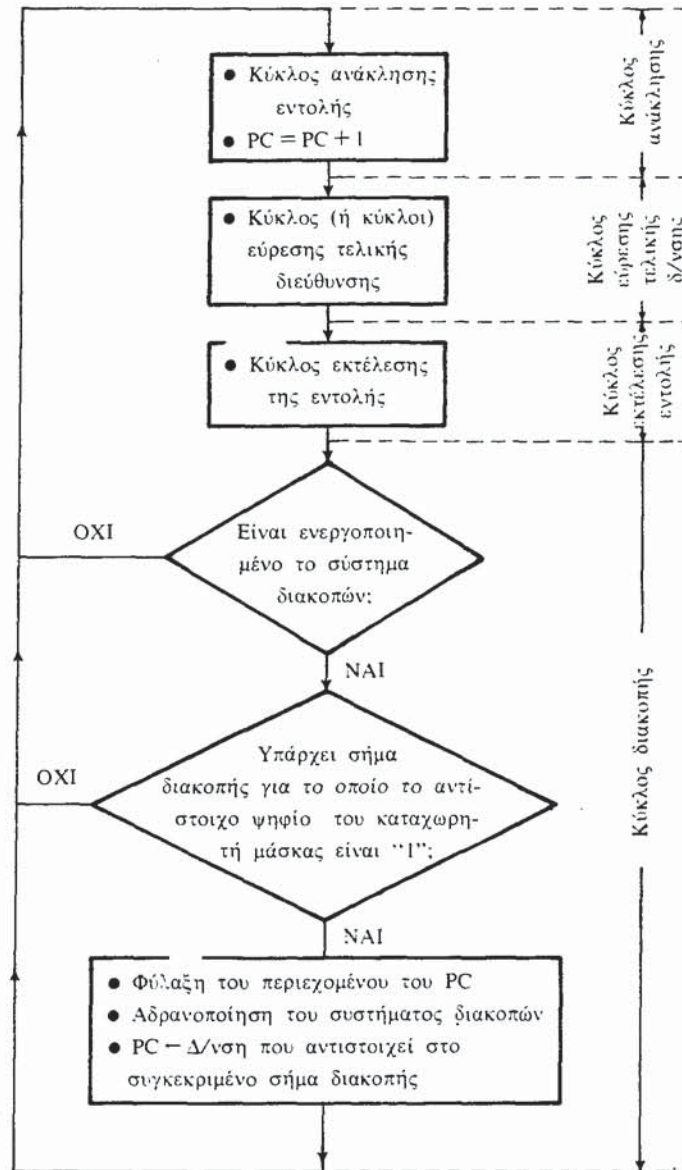 ● Κύκλος ανάκλησης
εντολής
● PC = PC + 1
Κύκλος
ανάκλησης
● Κύκλος (ή κύκλοι)
εύρεσης τελικής
διεύθυνσης
Κύκλος
εύρεσης
τελικής
δ/νσης
● Κύκλος εκτέλεσης
της εντολής
Κύκλος
εκτέλεσης
εντολής
ΟΧΙ
Είναι ενεργοποιη-
μένο το σύστημα
διακοπών;
ΝΑΙ
ΟΧΙ
Υπάρχει σήμα
διακοπής για το οποίο το αντί-
στοιχο ψηφίο του καταχωρη-
τή μάσκας είναι “1”;
ΝΑΙ
Κύκλος διακοπής
● Φύλαξη του περιεχομένου του PC
● Αδρανοποίηση του συστήματος διακοπών
● PC ← Δ/νση που αντιστοιχεί στο
συγκεκριμένο σήμα διακοπής